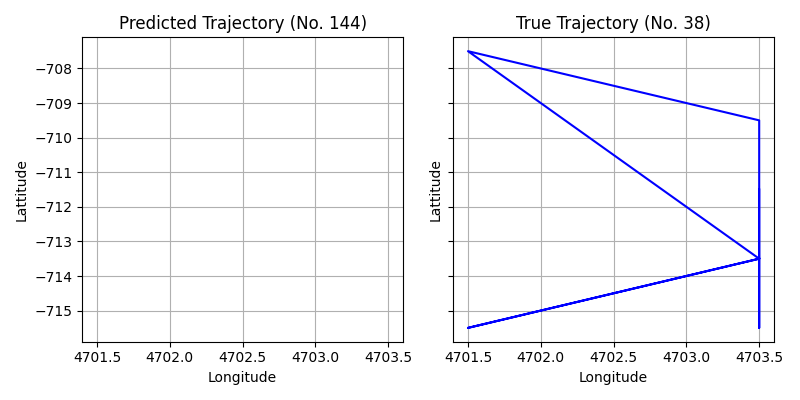 Predicted Trajectory (No. 144)
−708
−709
−710
−711
−712
−713
−714
−715
Lattitude
4701.5 4702.0 4702.5 4703.0 4703.5
Longitude
True Trajectory (No. 38)
Lattitude
4701.5 4702.0 4702.5 4703.0 4703.5
Longitude